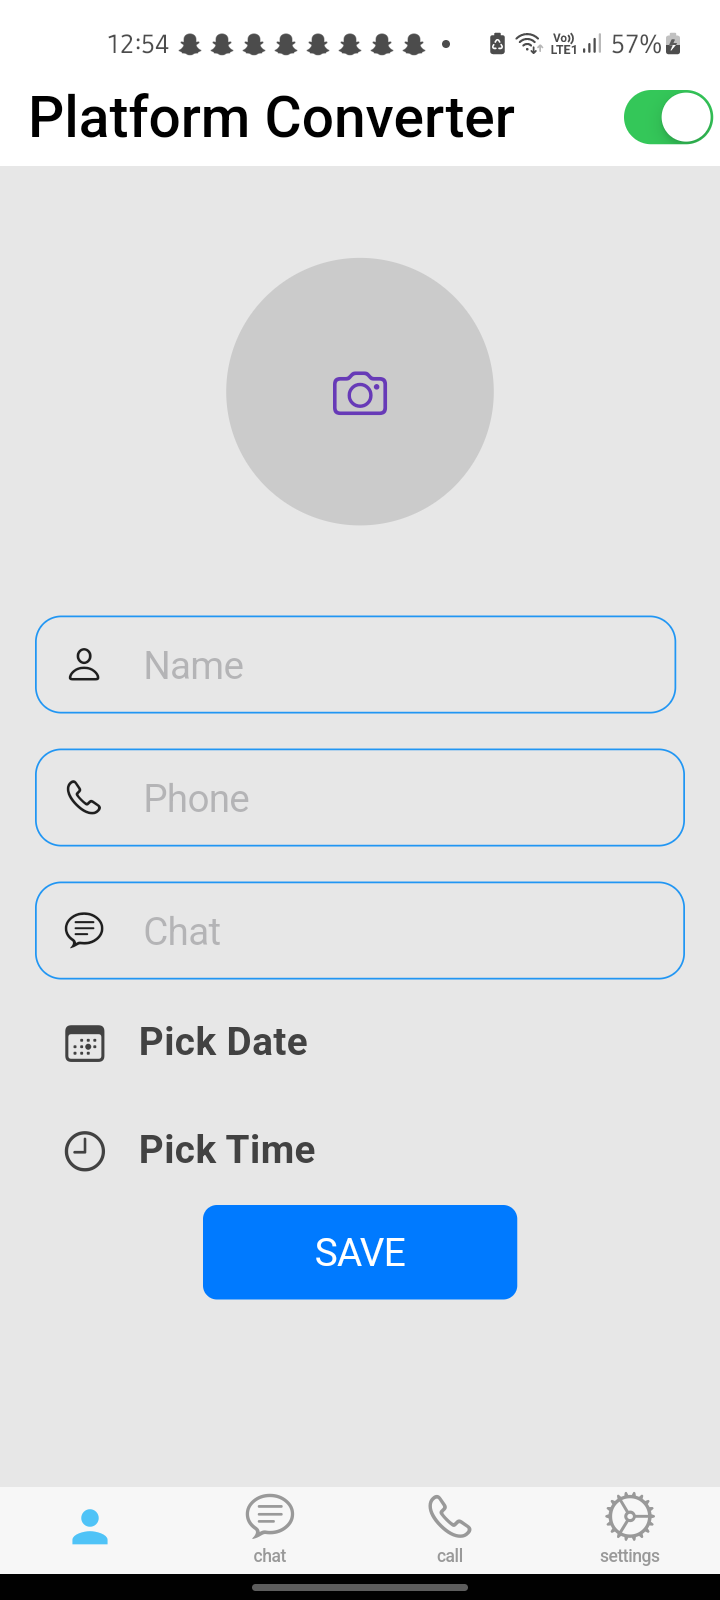 12:54
Vo))
LTE1
57%
Platform Converter
Name
Phone
Chat
Pick Date
Pick Time
SAVE
chat
call
settings